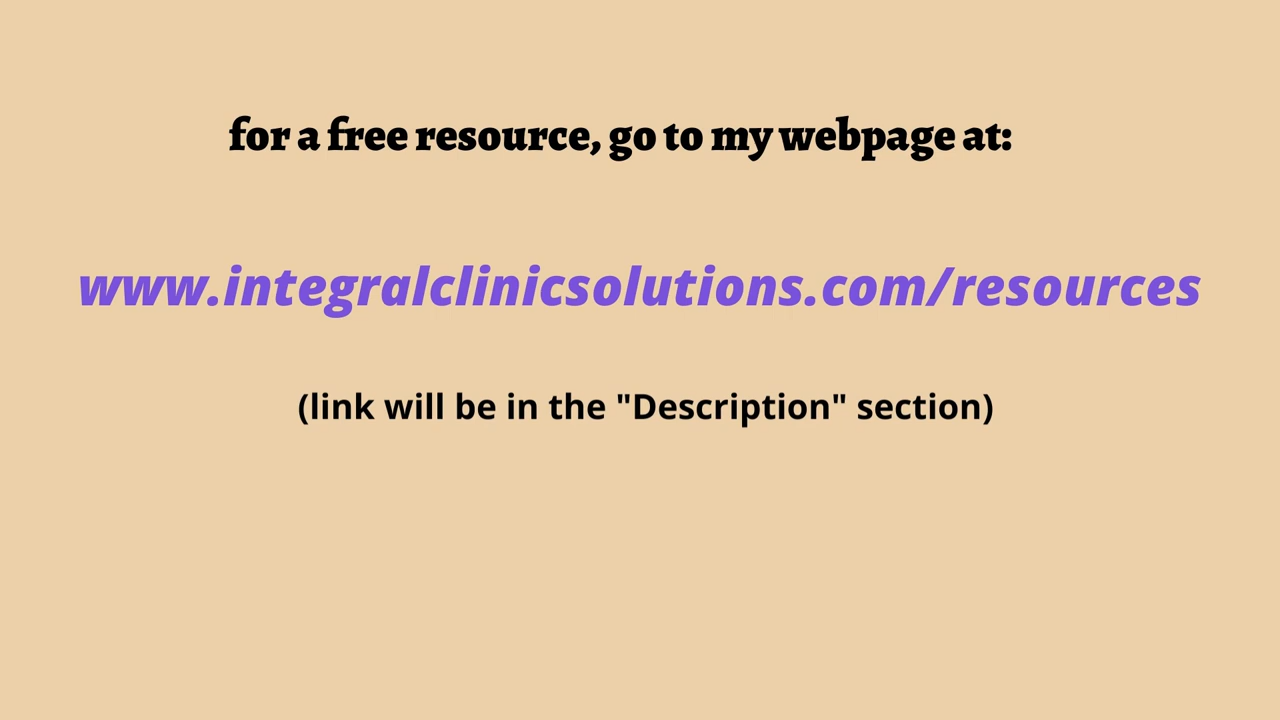 for a free resource, go to my webpage at:
www.integralclinicsolutions.com/resources
(link will be in the "Description" section)